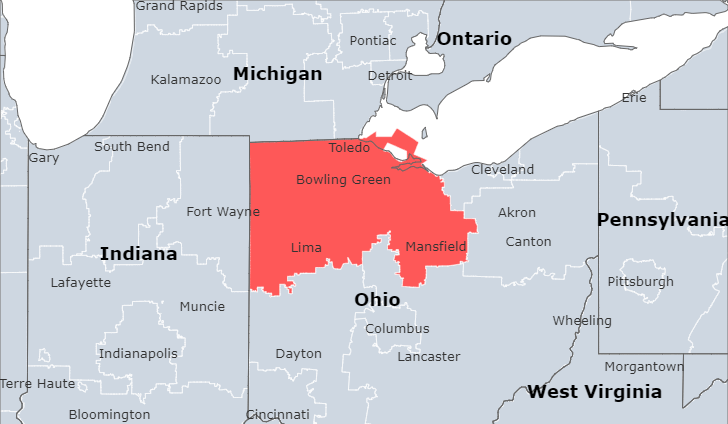 Grand Rapids
Pontiac
Ontario
Michigan
Detroit
Kalamazoo
Erie
South Bend
Toledo
Gary
Cleveland
Bowling Green
Fort Wayne
Akron
Pennsylvania
Canton
Lima
Mansfield
Indiana
Lafayette
Pittsburgh
Muncie
Ohio
Wheeling
Columbus
Indianapolis
Dayton
Lancaster
Morgantown
Terre Haute
West Virginia
Bloomington
Cincinnati